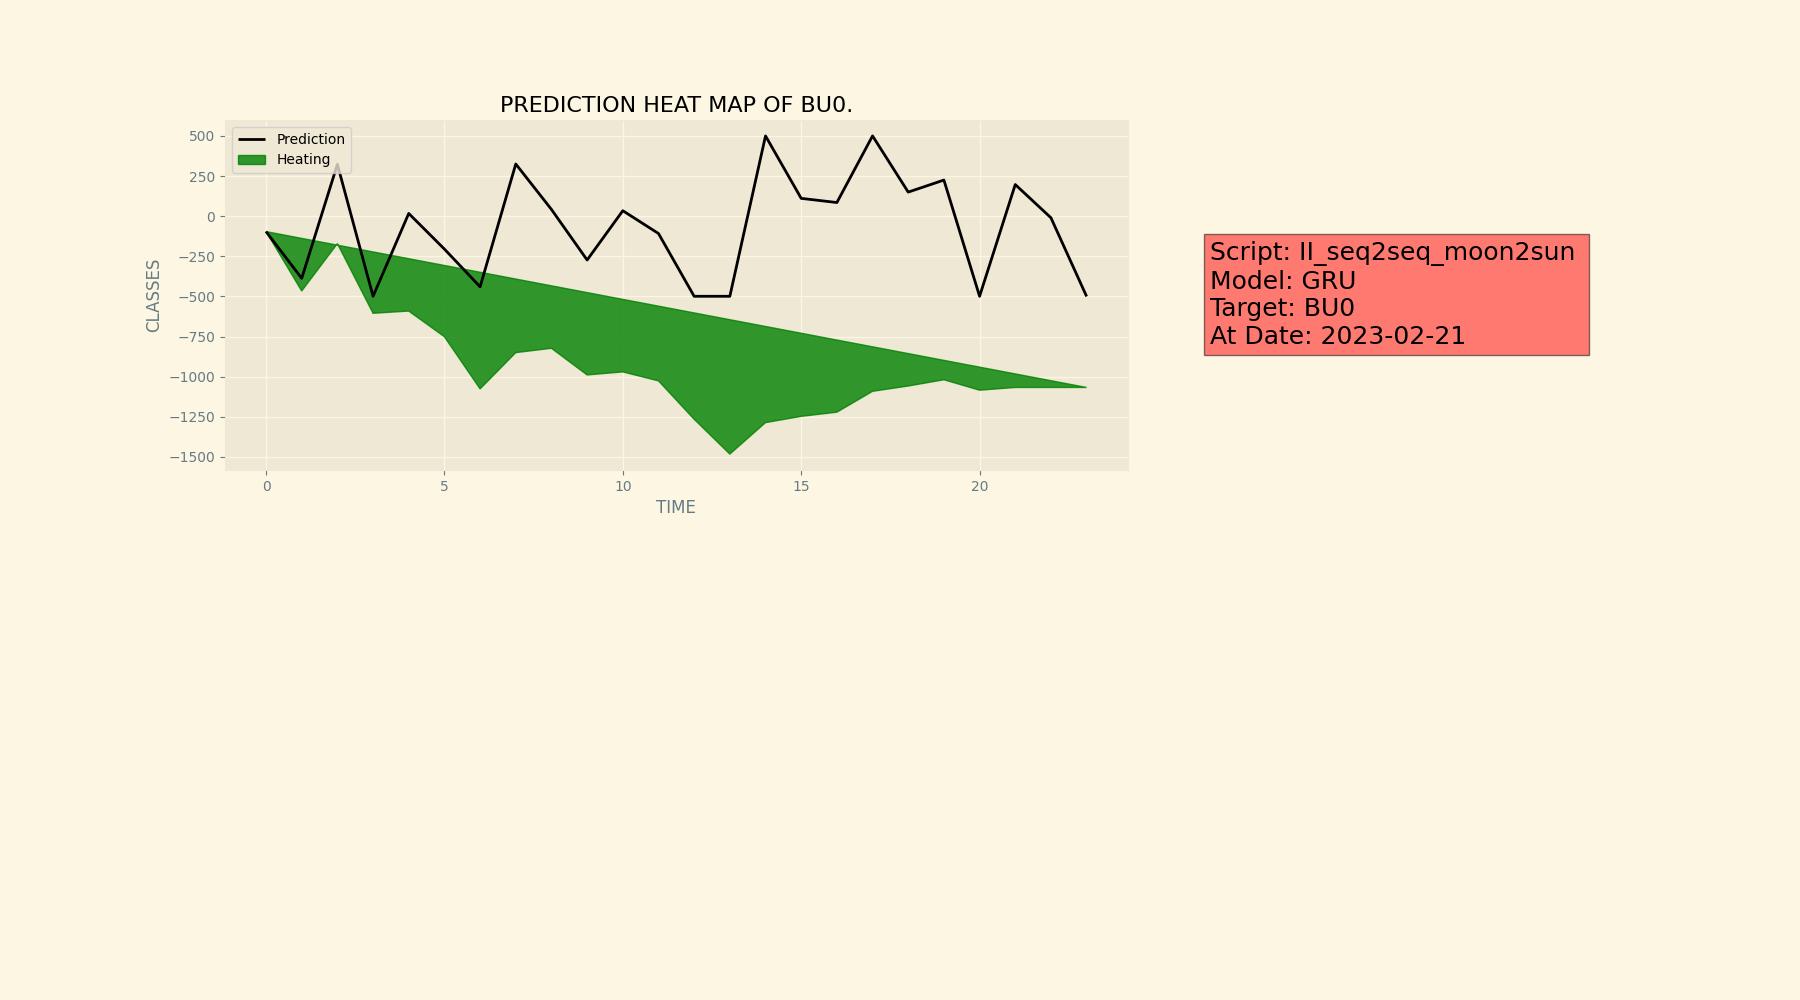 PREDICTION HEAT MAP OF BU0.
Prediction
Heating
500
250
0
−250
−500
−750
−1000
−1250
−1500
CLASSES
0 5 10 15 20
TIME
Script: II_seq2seq_moon2sun
Model: GRU
Target: BU0
At Date: 2023-02-21